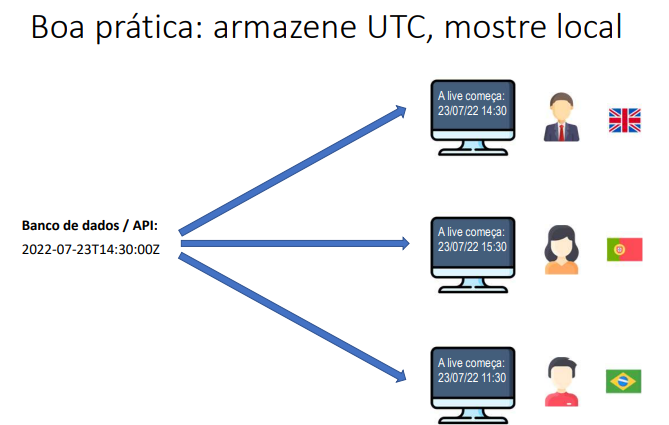 Boa prática: armazene UTC, mostre local
A live começa:
23/07/22 14:30
Banco de dados / API:
2022-07-23T14:30:00Z
A live começa:
23/07/22 15:30
A live começa:
23/07/22 11:30